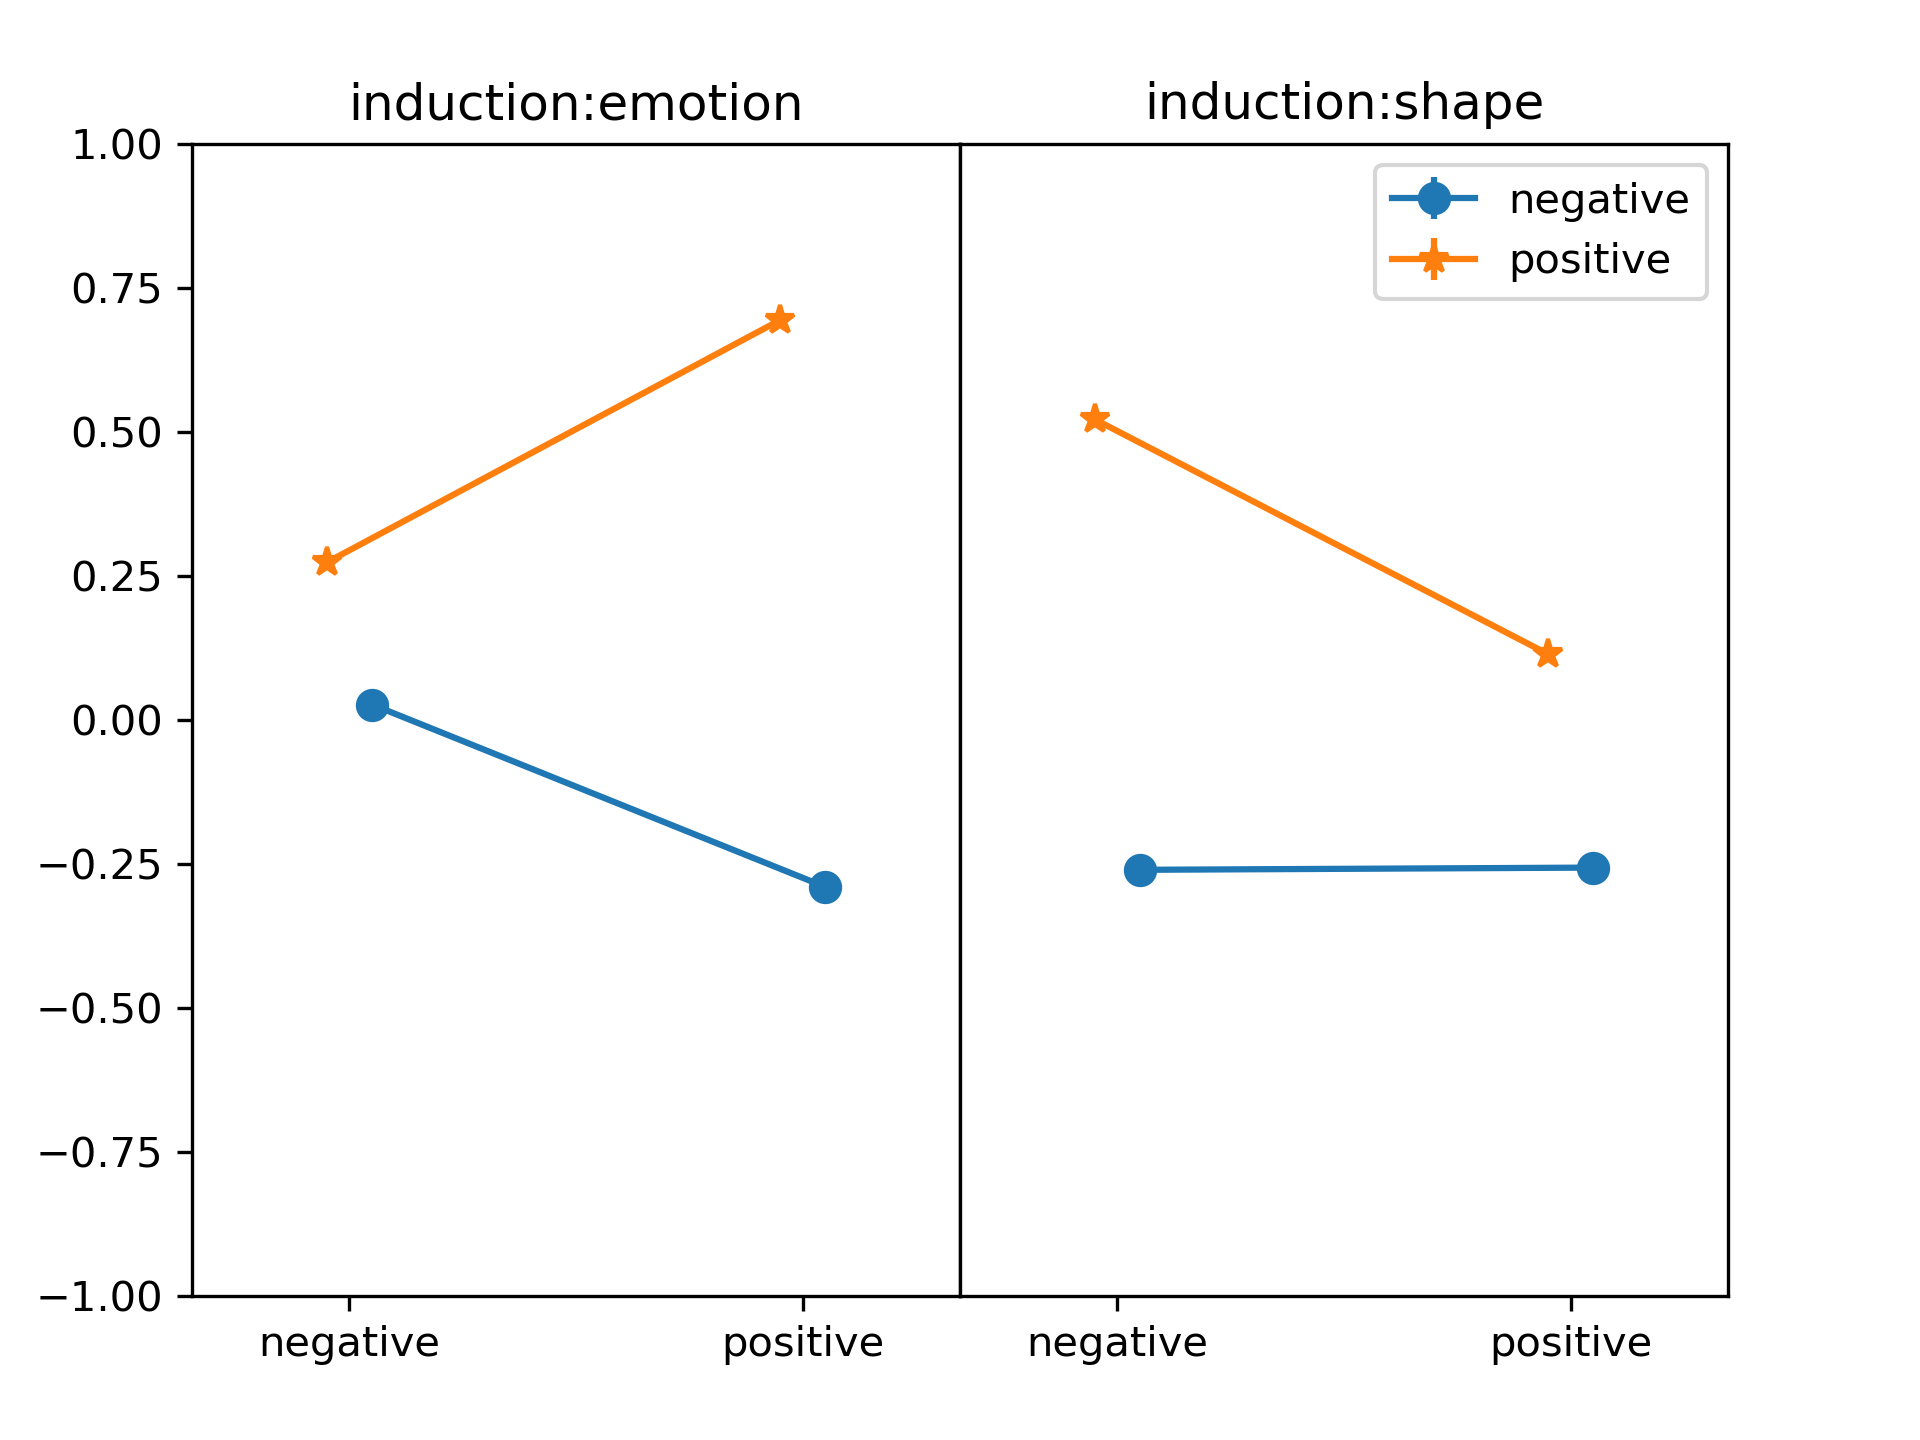 induction:emotion
induction:shape
1.00
0.75
0.50
0.25
0.00
−0.25
−0.50
−0.75
−1.00
negative
positive
negative
positive
negative
positive